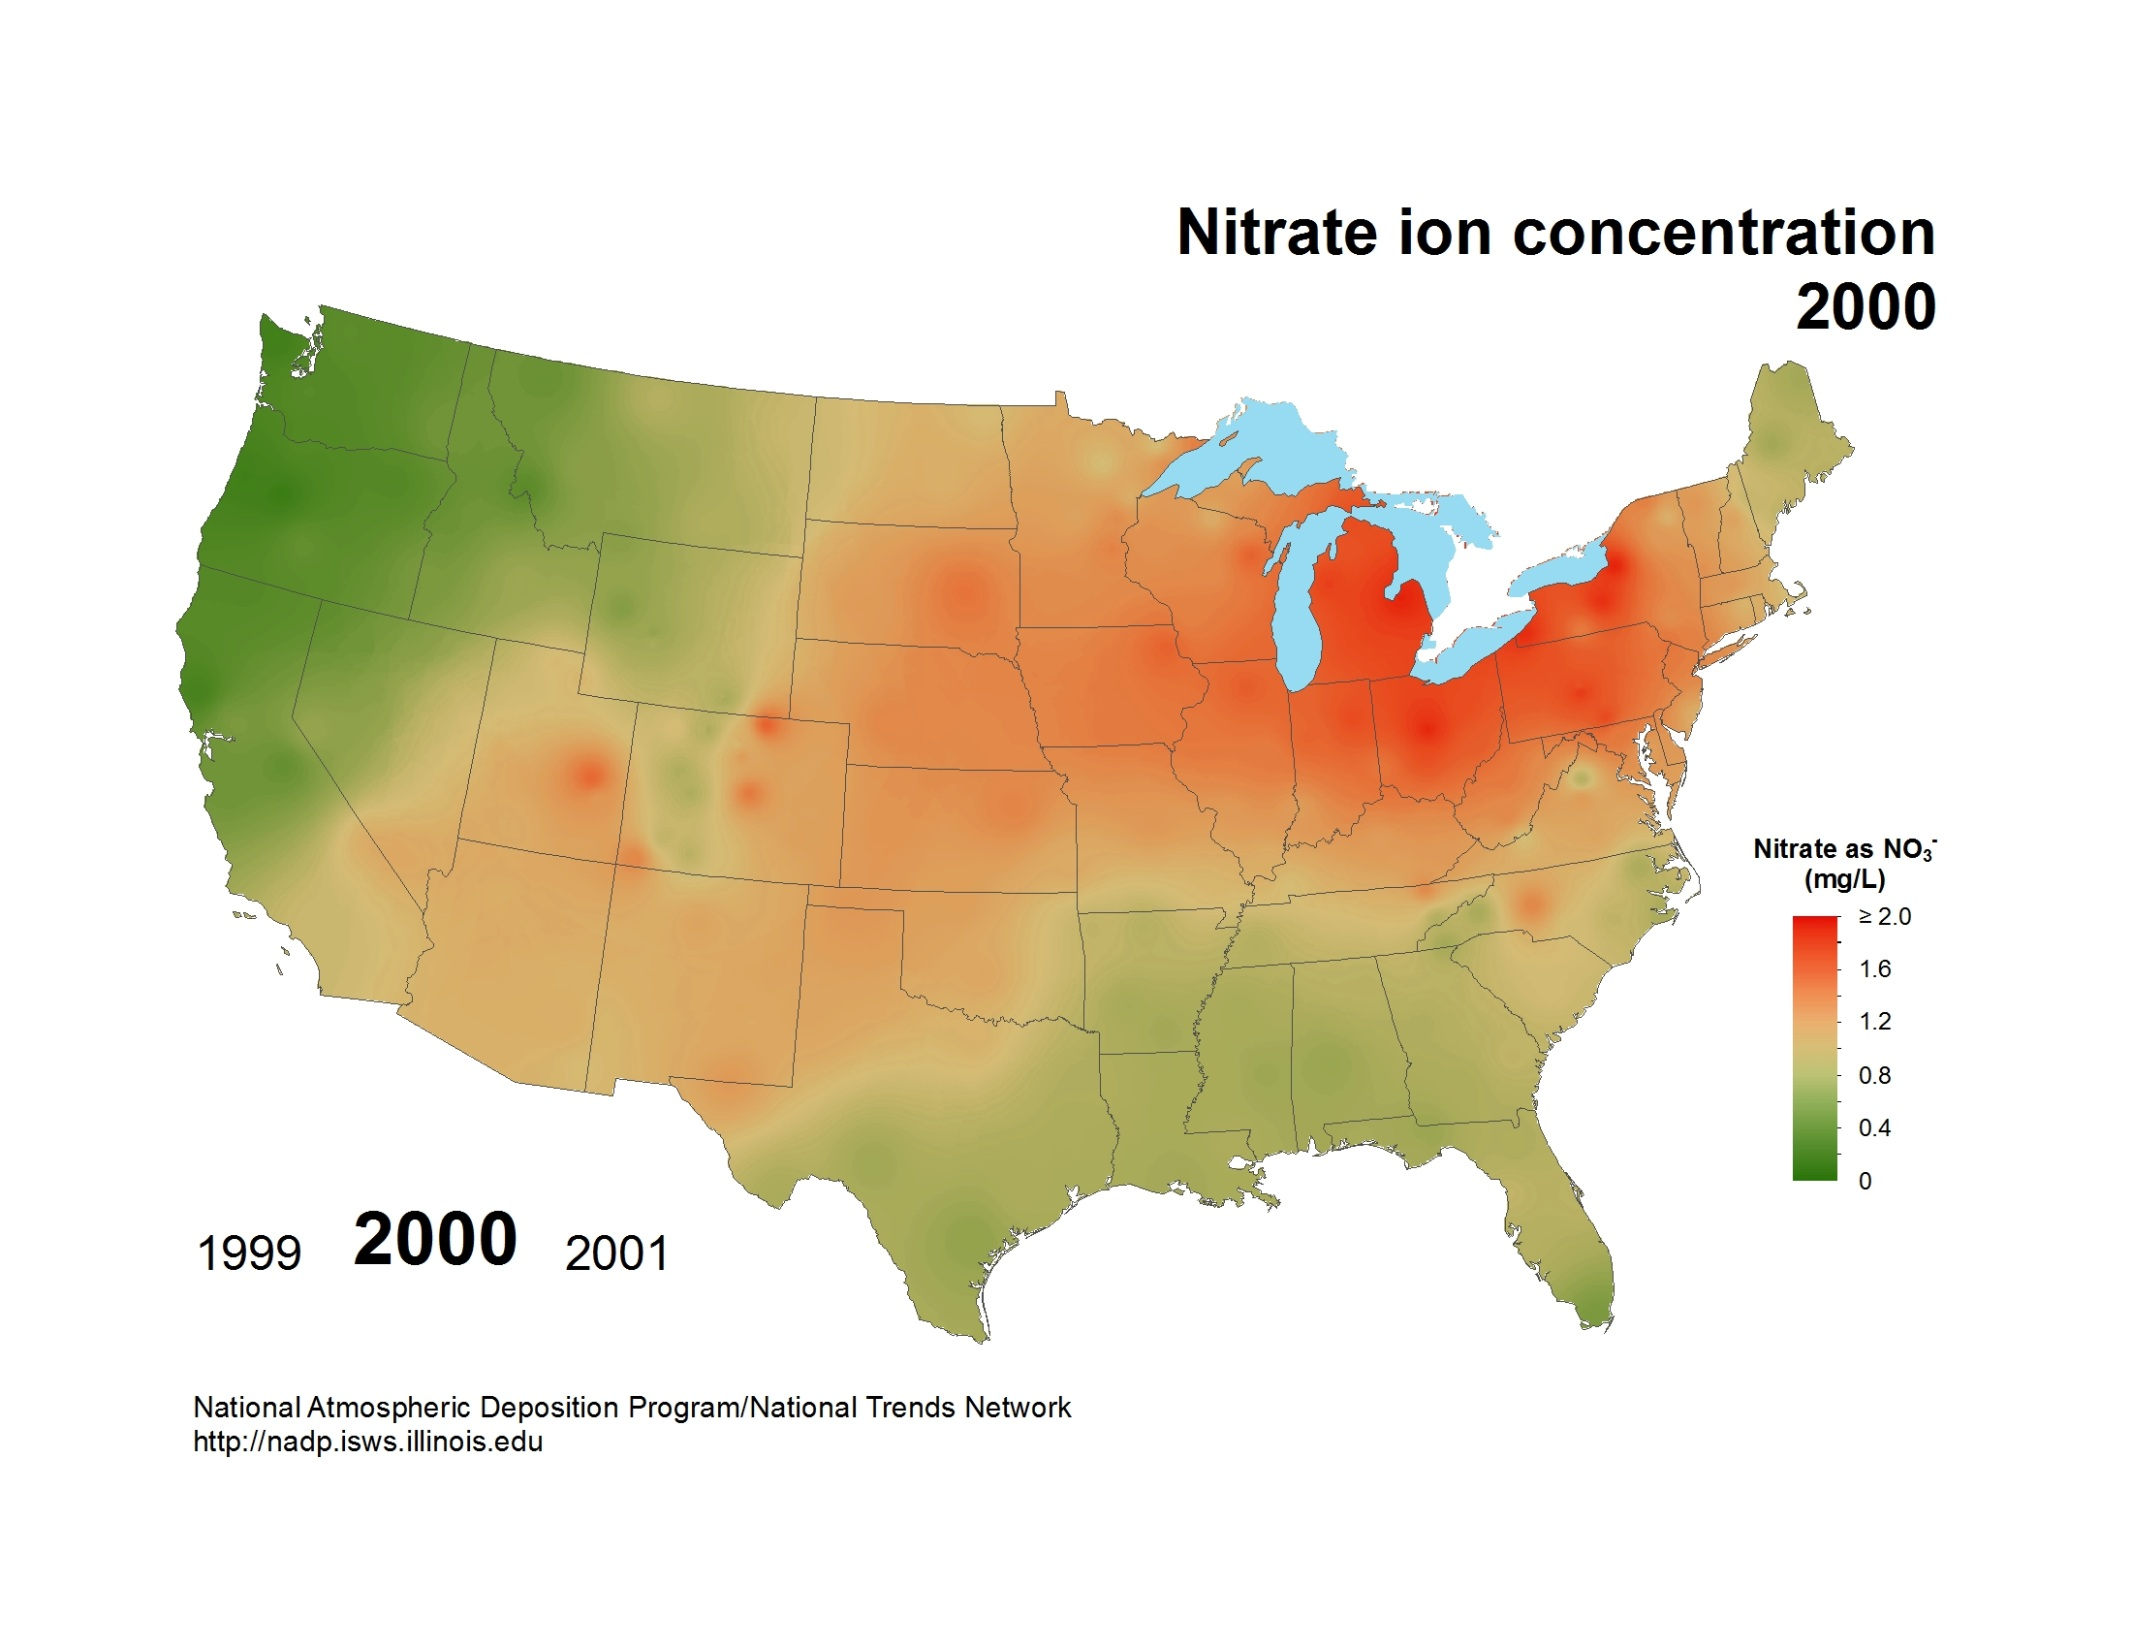 Nitrate ion concentration
2000
Nitrate as NO₃⁻
(mg/L)
≥ 2.0
1.6
1.2
0.8
0.4
0
1999 2000 2001
National Atmospheric Deposition Program/National Trends Network
http://nadp.isws.illinois.edu